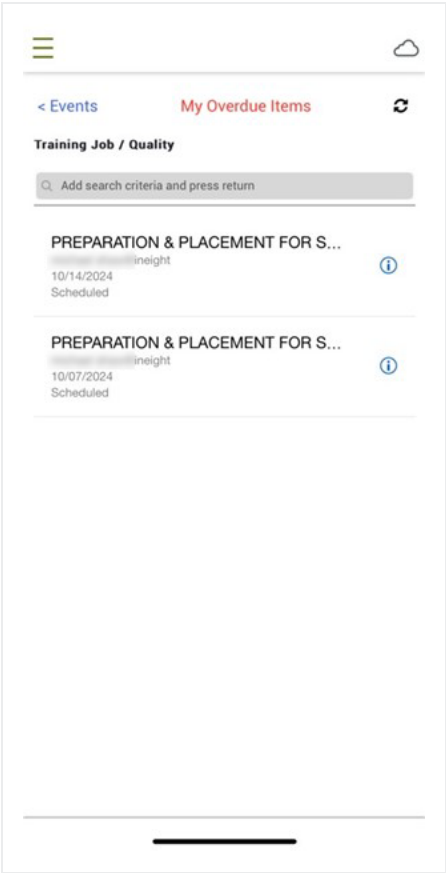 < Events My Overdue Items
Training Job / Quality
Add search criteria and press return
PREPARATION & PLACEMENT FOR S...
ineight
10/14/2024
Scheduled
PREPARATION & PLACEMENT FOR S...
ineight
10/07/2024
Scheduled